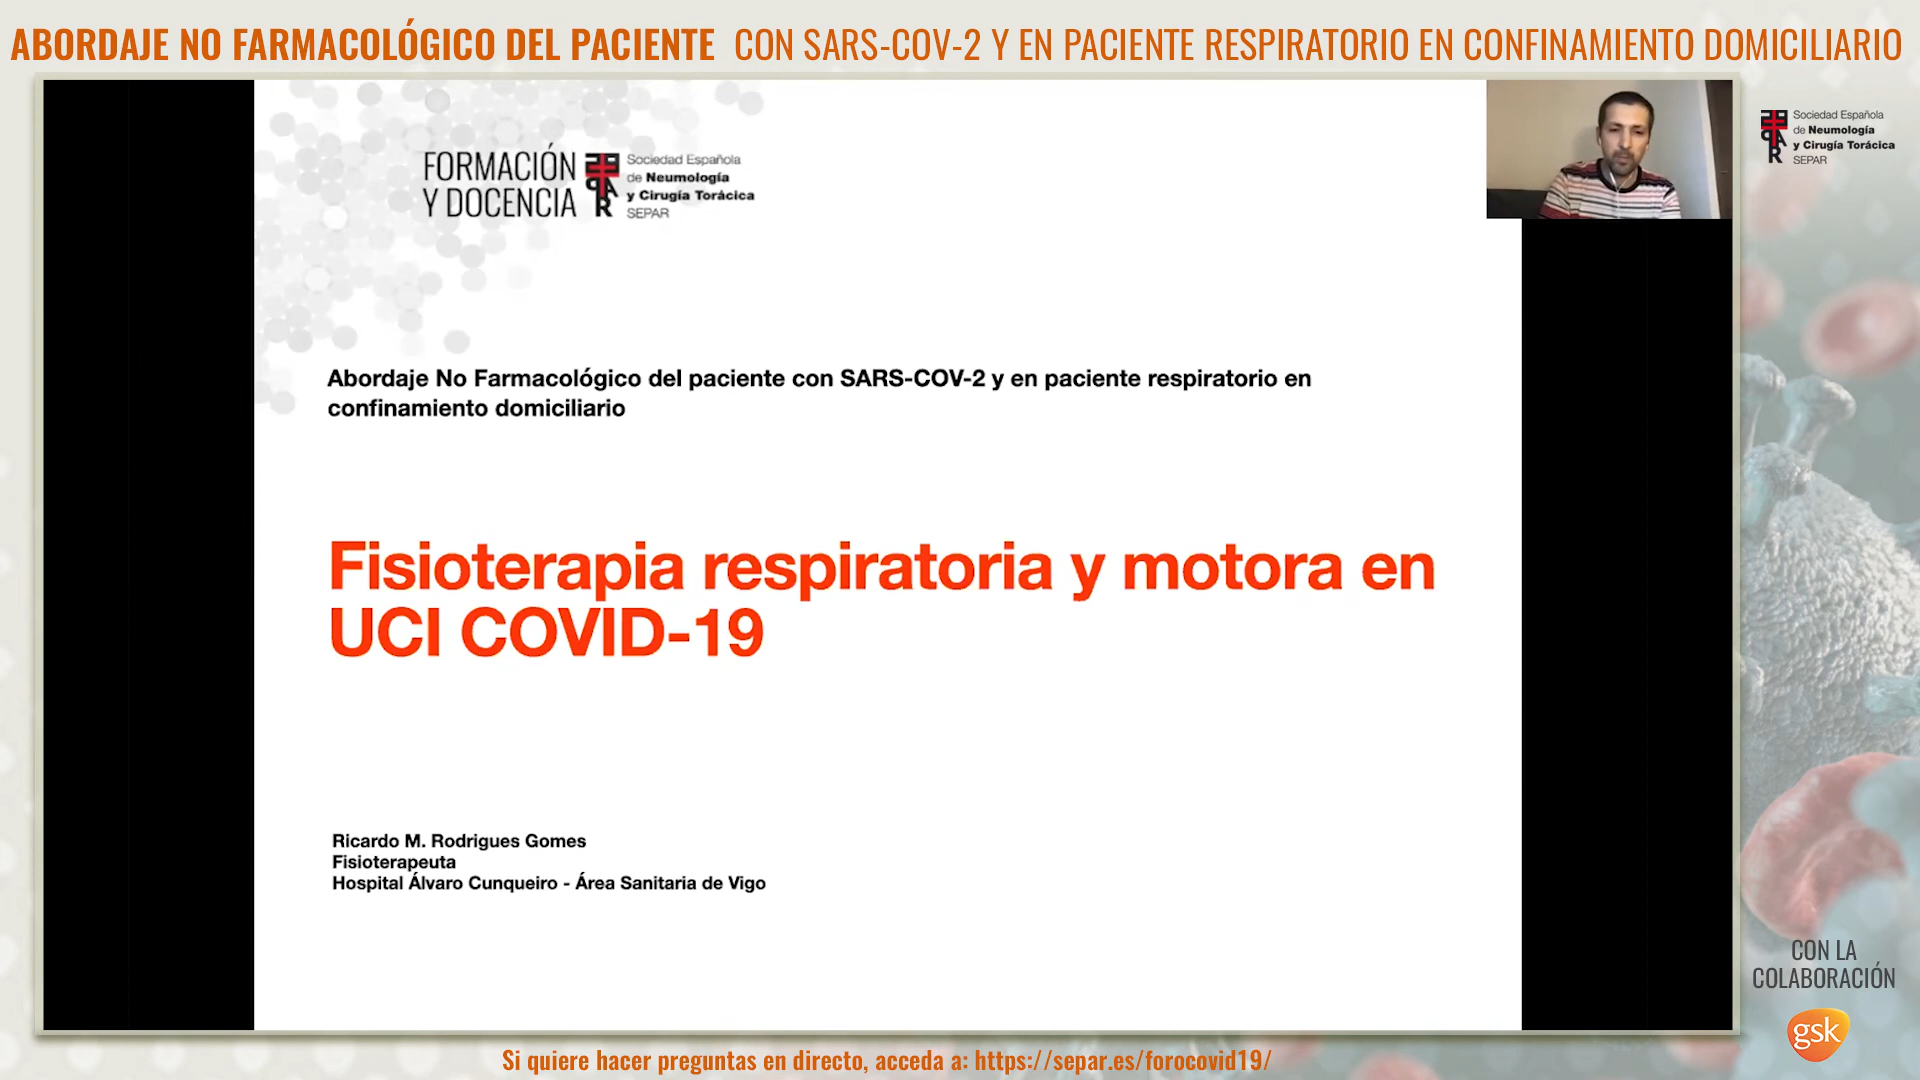 ABORDAJE NO FARMACOLÓGICO DEL PACIENTE CON SARS-COV-2 Y EN PACIENTE RESPIRATORIO EN CONFINAMIENTO DOMICILIARIO
FORMACIÓN
Y DOCENCIA
Sociedad Española
de Neumología
y Cirugía Torácica
SEPAR
Sociedad Española
de Neumología
y Cirugía Torácica
SEPAR
Abordaje No Farmacológico del paciente con SARS-COV-2 y en paciente respiratorio en
confinamiento domiciliario
Fisioterapia respiratoria y motora en
UCI COVID-19
Ricardo M. Rodrigues Gomes
Fisioterapeuta
Hospital Álvaro Cunqueiro - Área Sanitaria de Vigo
CON LA
COLABORACIÓN
gsk
Si quiere hacer preguntas en directo, acceda a: https://separ.es/forocovid19/